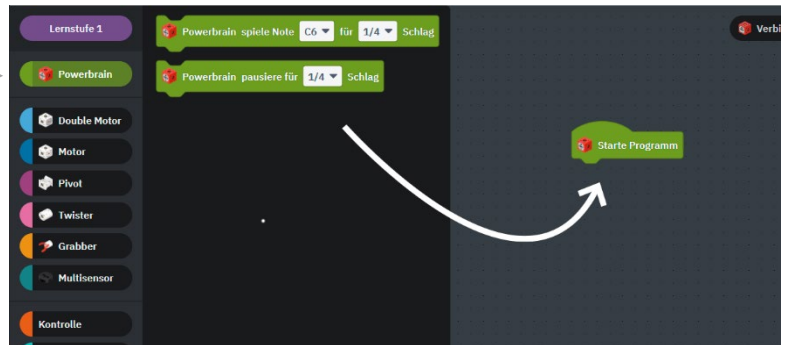 Lernstufe 1
Powerbrain spiele Note C6 für 1/4 Schlag
Verbi
Powerbrain
Powerbrain pausiere für 1/4 Schlag
Double Motor
Motor
Starte Programm
Pivot
Twister
Grabber
Multisensor
Kontrolle